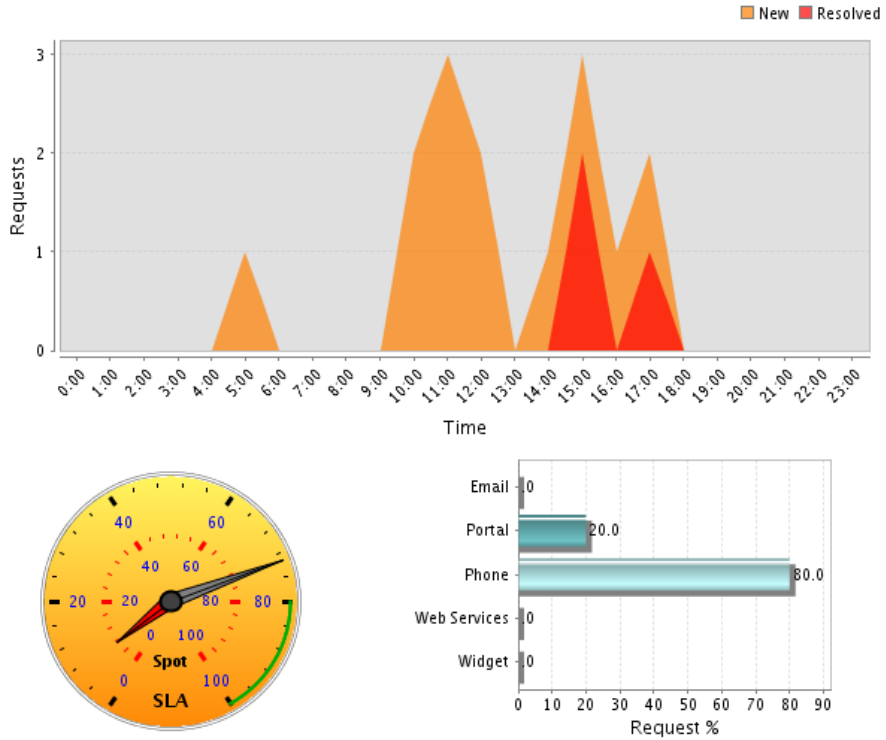 New Resolved
3
2
1
0
Requests
0:00 1:00 2:00 3:00 4:00 5:00 6:00 7:00 8:00 9:00 10:00 11:00 12:00 13:00 14:00 15:00 16:00 17:00 18:00 19:00 20:00 21:00 22:00 23:00
Time
40 60
40 60
20 20 80 80
0 100
Spot
0 100
SLA
Email .0
Portal 20.0
Phone 80.0
Web Services .0
Widget .0
0 10 20 30 40 50 60 70 80 90
Request %